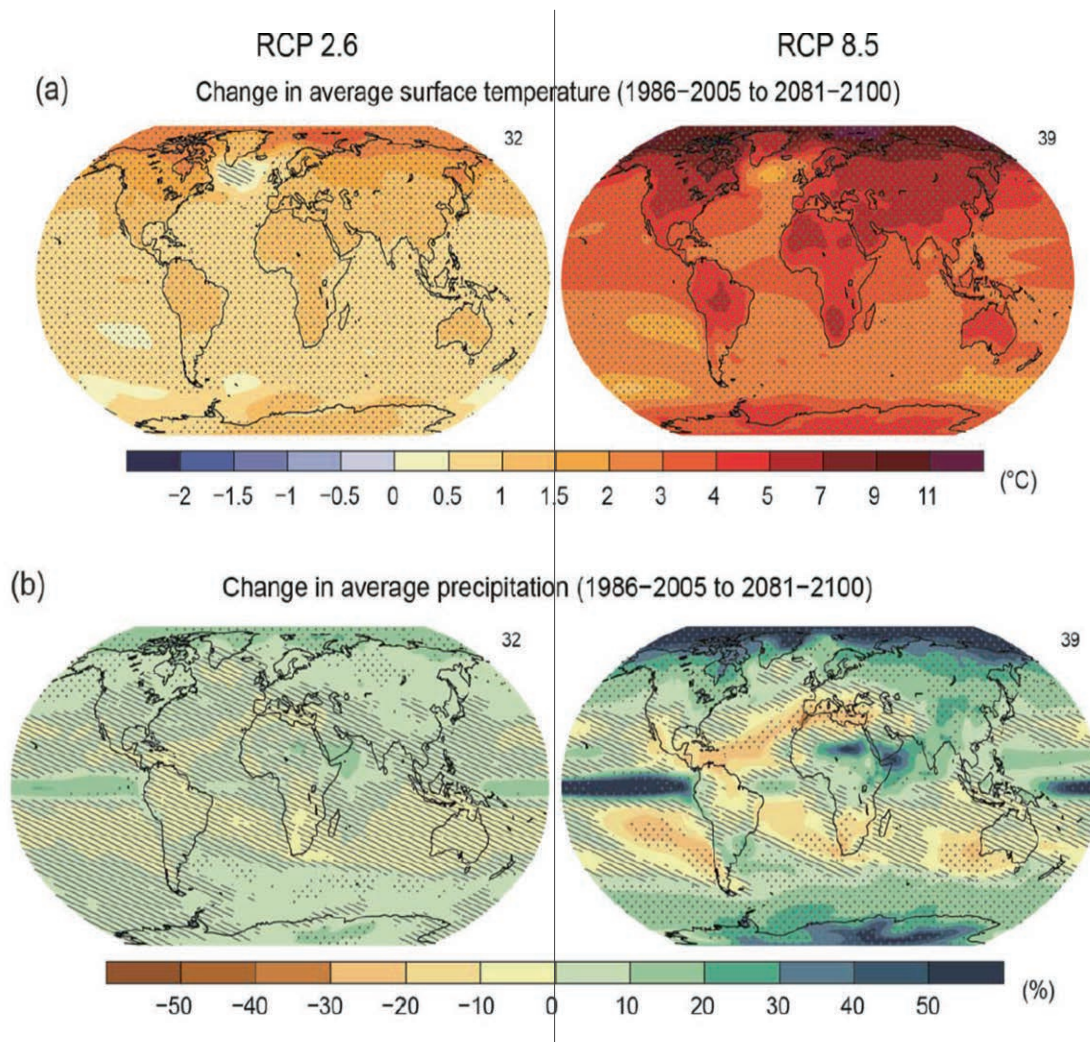 RCP 2.6 RCP 8.5
(a) Change in average surface temperature (1986−2005 to 2081−2100)
32 39
−2 −1.5 −1 −0.5 0 0.5 1 1.5 2 3 4 5 7 9 11 (°C)
(b) Change in average precipitation (1986−2005 to 2081−2100)
32 39
−50 −40 −30 −20 −10 0 10 20 30 40 50 (%)